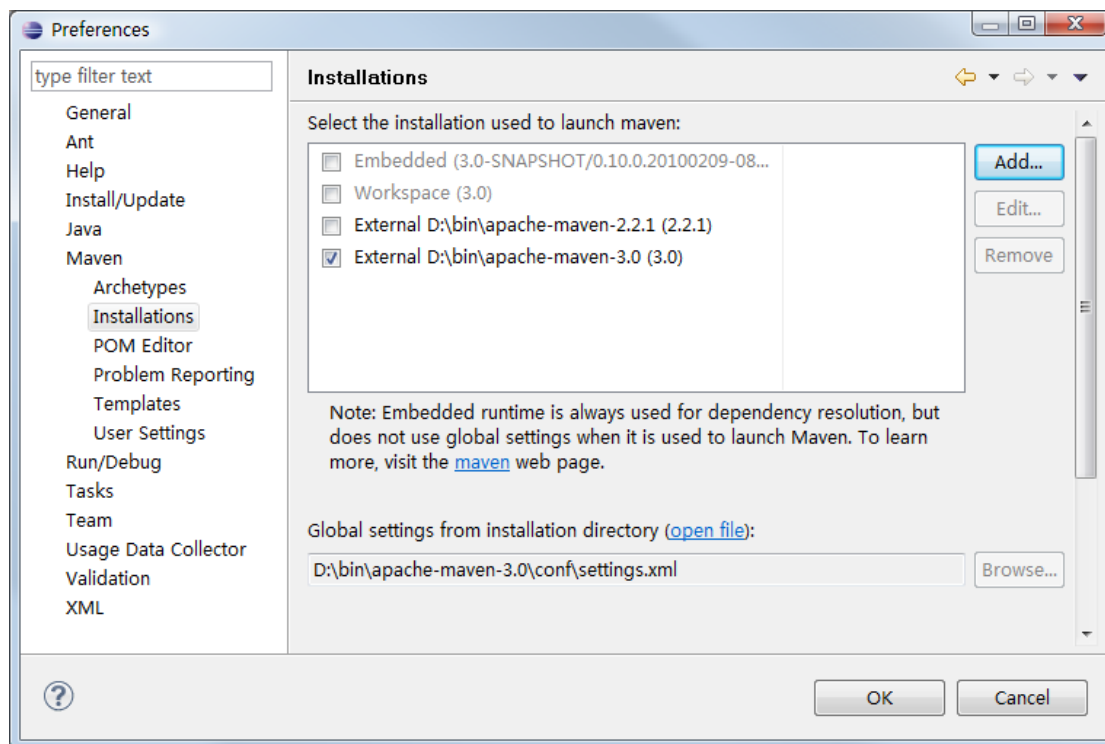 Preferences
type filter text
General
Ant
Help
Install/Update
Java
Maven
Archetypes
Installations
POM Editor
Problem Reporting
Templates
User Settings
Run/Debug
Tasks
Team
Usage Data Collector
Validation
XML
Installations
Select the installation used to launch maven:
Embedded (3.0-SNAPSHOT/0.10.0.20100209-08...
Workspace (3.0)
External D:\bin\apache-maven-2.2.1 (2.2.1)
External D:\bin\apache-maven-3.0 (3.0)
Add...
Edit...
Remove
Note: Embedded runtime is always used for dependency resolution, but
does not use global settings when it is used to launch Maven. To learn
more, visit the maven web page.
Global settings from installation directory (open file):
D:\bin\apache-maven-3.0\conf\settings.xml
Browse...
?
OK
Cancel